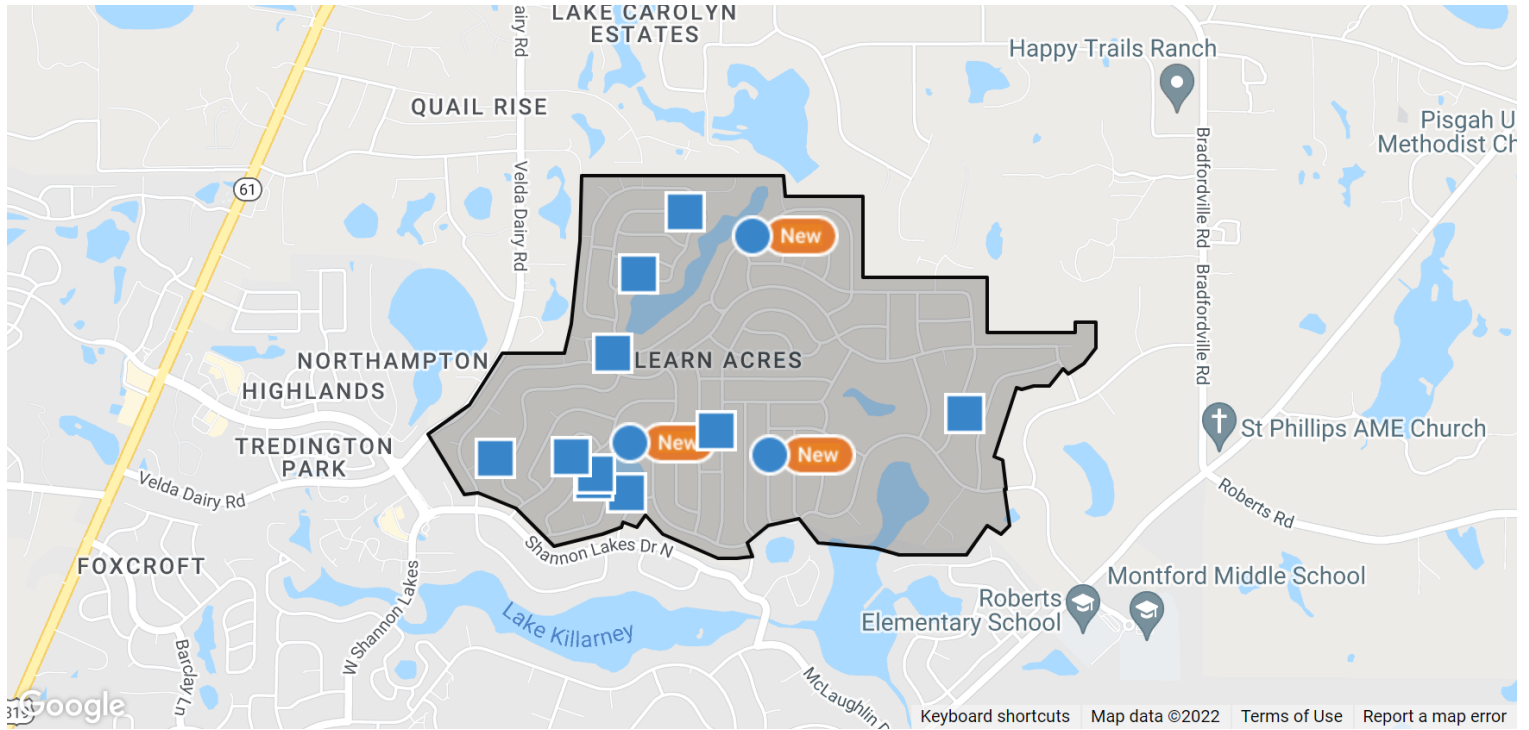 LAKE CAROLYN
ESTATES
airy Rd
Happy Trails Ranch
QUAIL RISE
Pisgah U
Methodist Ch
Bradfordville Rd
61
Velda Dairy Rd
New
Bradfordville Rd
NORTHAMPTON
LEARN ACRES
HIGHLANDS
TREDINGTON
PARK
New
New
St Phillips AME Church
Velda Dairy Rd
Roberts Rd
Shannon Lakes Dr N
FOXCROFT
Montford Middle School
Roberts
Elementary School
W Shannon Lakes
Lake Killarney
Barclay Ln
McLaughlin D
319
Google
Keyboard shortcuts Map data ©2022 Terms of Use Report a map error